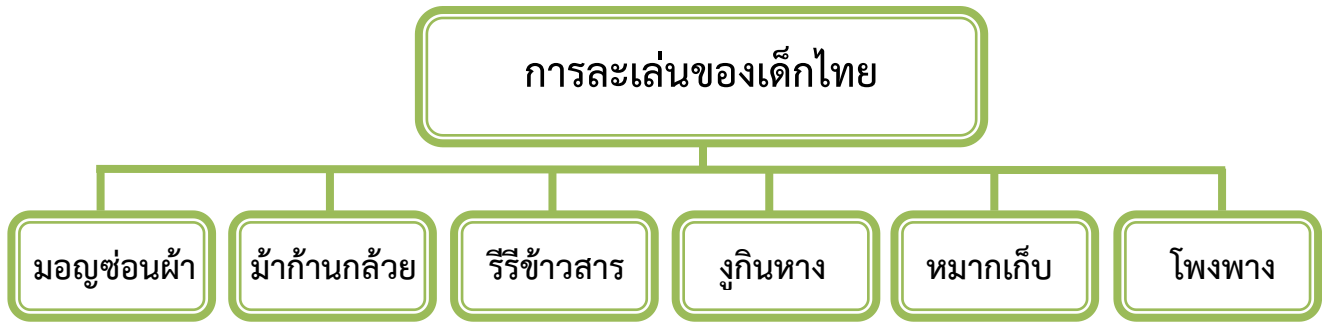 การละเล่นของเด็กไทย
มอญซ่อนผ้า
ม้าก้านกล้วย
รีรีข้าวสาร
งูกินหาง
หมากเก็บ
โพงพาง